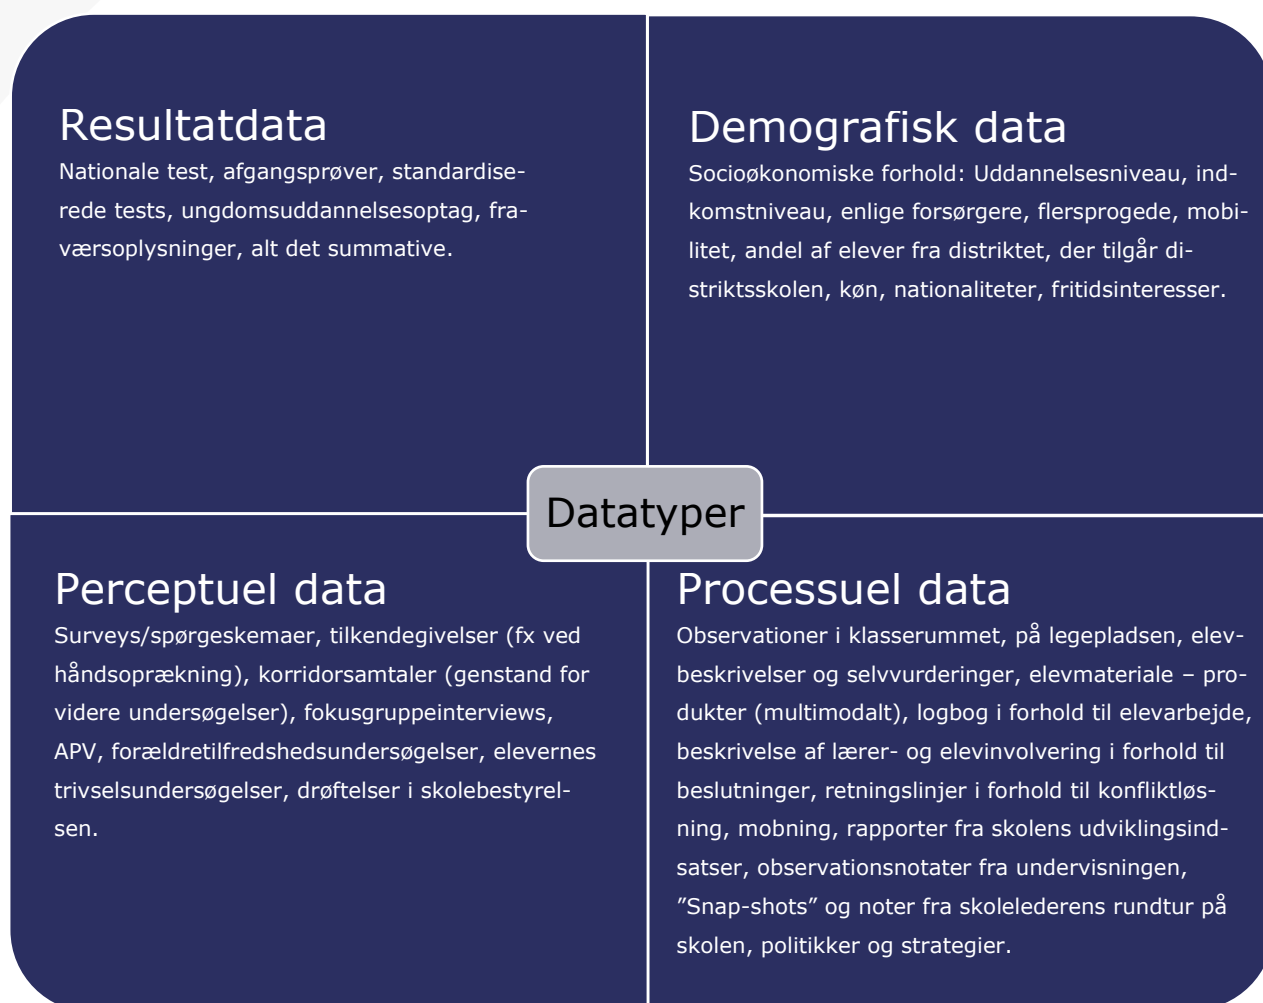 Resultatdata
Nationale test, afgangsprøver, standardise-
rede tests, ungdomsuddannelsesoptag, fra-
værsoplysninger, alt det summative.
Demografisk data
Socioøkonomiske forhold: Uddannelsesniveau, ind-
komstniveau, enlige forsørgere, flersprogede, mobi-
litet, andel af elever fra distriktet, der tilgår di-
striktsskolen, køn, nationaliteter, fritidsinteresser.
Datatyper
Perceptuel data
Surveys/spørgeskemaer, tilkendegivelser (fx ved
håndsoprækning), korridorsamtaler (genstand for
videre undersøgelser), fokusgruppeinterviews,
APV, forældretilfredshedsundersøgelser, elevernes
trivselsundersøgelser, drøftelser i skolebestyrel-
sen.
Processuel data
Observationer i klasserummet, på legepladsen, elev-
beskrivelser og selvvurderinger, elevmateriale – pro-
dukter (multimodalt), logbog i forhold til elevarbejde,
beskrivelse af lærer- og elevinvolvering i forhold til
beslutninger, retningslinjer i forhold til konfliktløs-
ning, mobning, rapporter fra skolens udviklingsind-
satser, observationsnotater fra undervisningen,
”Snap-shots” og noter fra skolelederens rundtur på
skolen, politikker og strategier.